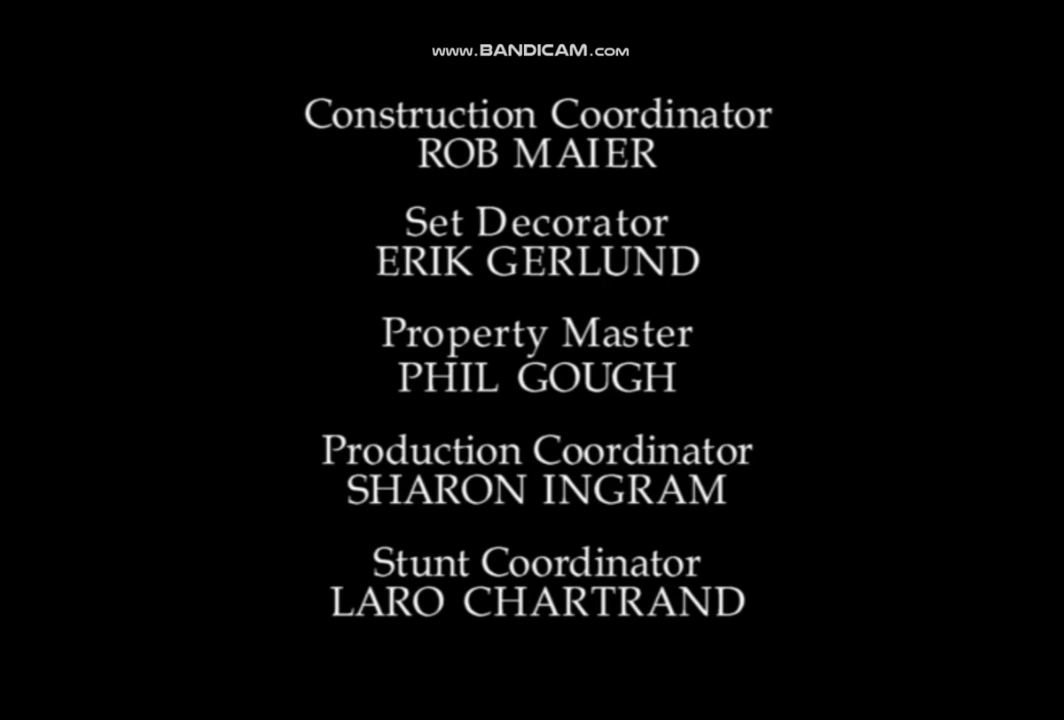 www.BANDICAM.com
Construction Coordinator
ROB MAIER
Set Decorator
ERIK GERLUND
Property Master
PHIL GOUGH
Production Coordinator
SHARON INGRAM
Stunt Coordinator
LARO CHARTRAND